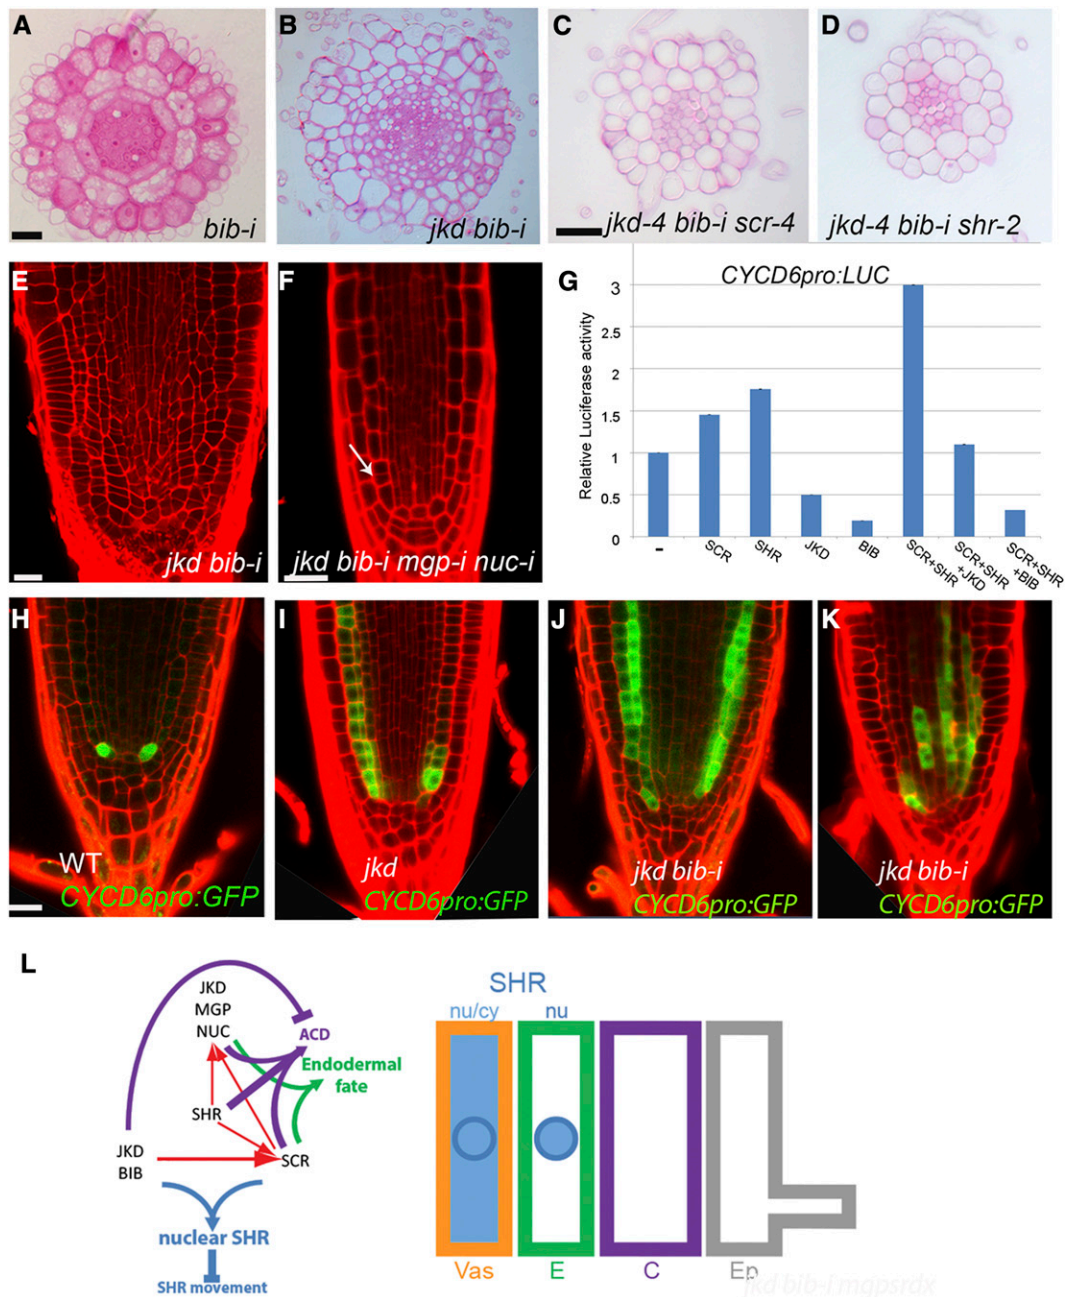 A
bib-i
B
jkd bib-i
C
jkd-4 bib-i scr-4
D
jkd-4 bib-i shr-2
E
jkd bib-i
F
jkd bib-i mgp-i nuc-i
G
CYCD6pro:LUC
Relative Luciferase activity
3
2.5
2
1.5
1
0.5
0
-
SCR
SHR
JKD
BIB
SCR+SHR
SCR+SHR
+JKD
SCR+SHR
+BIB
H
WT
CYCD6pro:GFP
I
jkd
CYCD6pro:GFP
J
jkd bib-i
CYCD6pro:GFP
K
jkd bib-i
CYCD6pro:GFP
L
JKD
MGP
NUC
ACD
Endodermal
fate
SHR
JKD
BIB
SCR
nuclear SHR
SHR movement
SHR
nu/cy
nu
Vas
E
C
Ep
jkd bib-i mgpsrdx